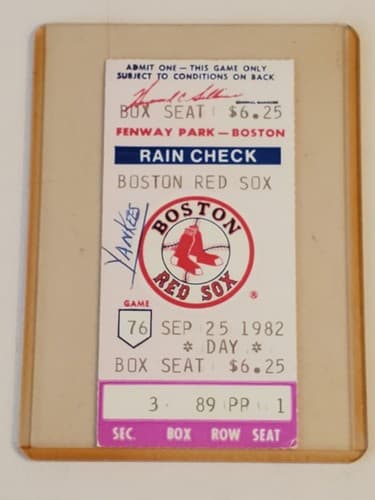 ADMIT ONE — THIS GAME ONLY
SUBJECT TO CONDITIONS ON BACK
GENERAL MANAGER
BOX SEAT $6.25
FENWAY PARK — BOSTON
RAIN CHECK
BOSTON RED SOX
YANKEES
BOSTON
RED SOX
®
GAME
76 SEP 25 1982
* DAY *
BOX SEAT $6.25
3 89 PP 1
SEC. BOX ROW SEAT